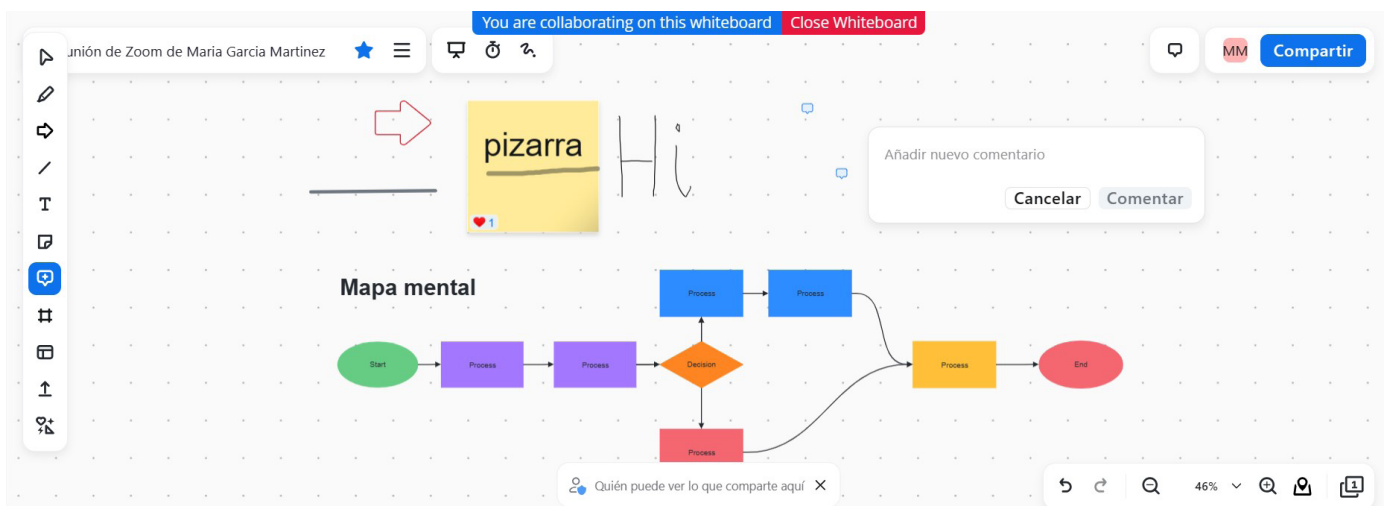 You are collaborating on this whiteboard Close Whiteboard
unión de Zoom de Maria Garcia Martinez
MM Compartir
pizarra
Hi
1
Añadir nuevo comentario
Cancelar Comentar
T
Mapa mental
Process Process
Start Process Process Decision Process End
Process
Quién puede ver lo que comparte aquí
46%
1